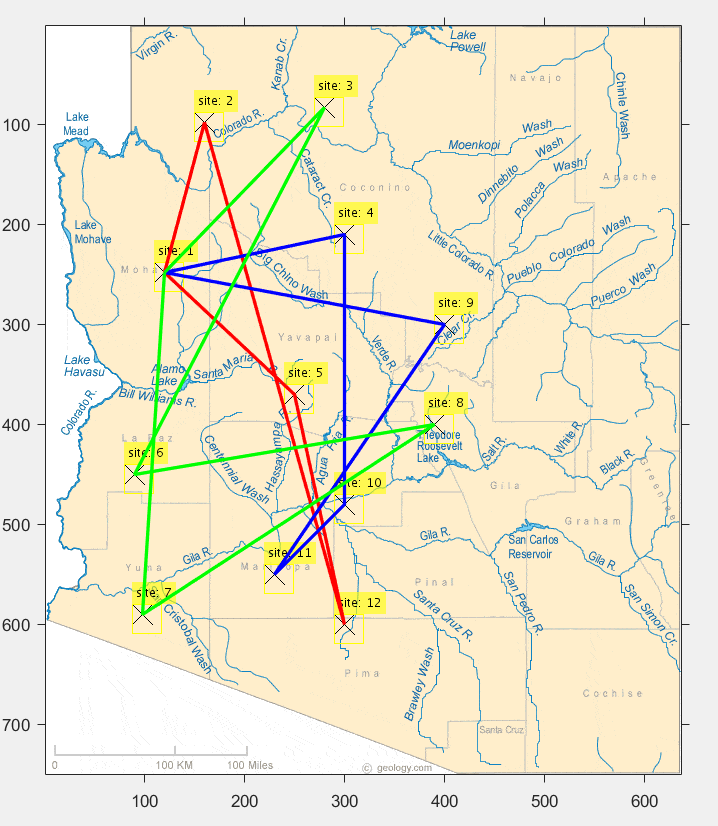 Virgin R.
Kanab Cr.
Lake
Powell
Navajo
Chinle Wash
site: 2
site: 3
100
Lake
Mead
Colorado R.
Moenkopi Wash
Dinnebito Wash
Polacca Wash
Apache
Cataract Cr.
Coconino
200
site: 4
Lake
Mohave
Little Colorado R.
Pueblo Colorado Wash
Puerco Wash
site: 1
Big Chino Wash
300
site: 9
Clear Cr.
Yavapai
Verde R.
Lake
Havasu
Alamo
Lake
Santa Maria R.
site: 5
Bill Williams R.
Colorado R.
400
site: 8
Theodore
Roosevelt
Lake
Salt R.
White R.
Black R.
La Paz
site: 6
Centennial Wash
Hassayampa R.
Agua Fria R.
site: 10
Gila
Greenlee
500
Graham
Gila R.
Gila R.
San Carlos
Reservoir
Gila R.
Yuma
site: 11
Pinal
San Pedro R.
San Simon Cr.
site: 7
site: 12
Cristobal Wash
Santa Cruz R.
600
Brawley Wash
Pima
Cochise
Santa Cruz
700
0
100 KM
100 Miles
© geology.com
100
200
300
400
500
600